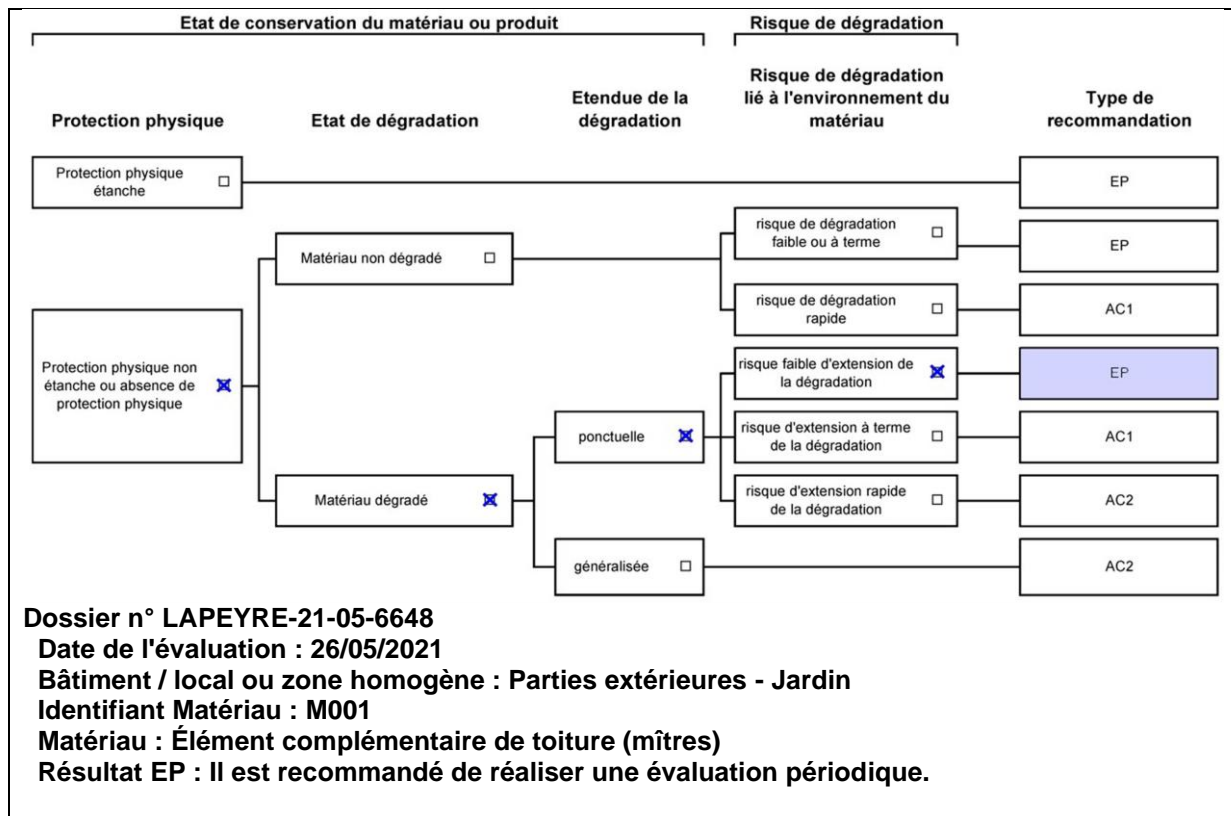 Etat de conservation du matériau ou produit
Risque de dégradation
Protection physique
Etat de dégradation
Etendue de la
dégradation
Risque de dégradation
lié à l'environnement du
matériau
Type de
recommandation
Protection physique
étanche
EP
risque de dégradation
faible ou à terme
EP
Matériau non dégradé
risque de dégradation
rapide
AC1
Protection physique non
étanche ou absence de
protection physique
risque faible d'extension de
la dégradation
EP
ponctuelle
risque d'extension à terme
de la dégradation
AC1
Matériau dégradé
risque d'extension rapide
de la dégradation
AC2
généralisée
AC2
Dossier n° LAPEYRE-21-05-6648
Date de l'évaluation : 26/05/2021
Bâtiment / local ou zone homogène : Parties extérieures - Jardin
Identifiant Matériau : M001
Matériau : Élément complémentaire de toiture (mîtres)
Résultat EP : Il est recommandé de réaliser une évaluation périodique.